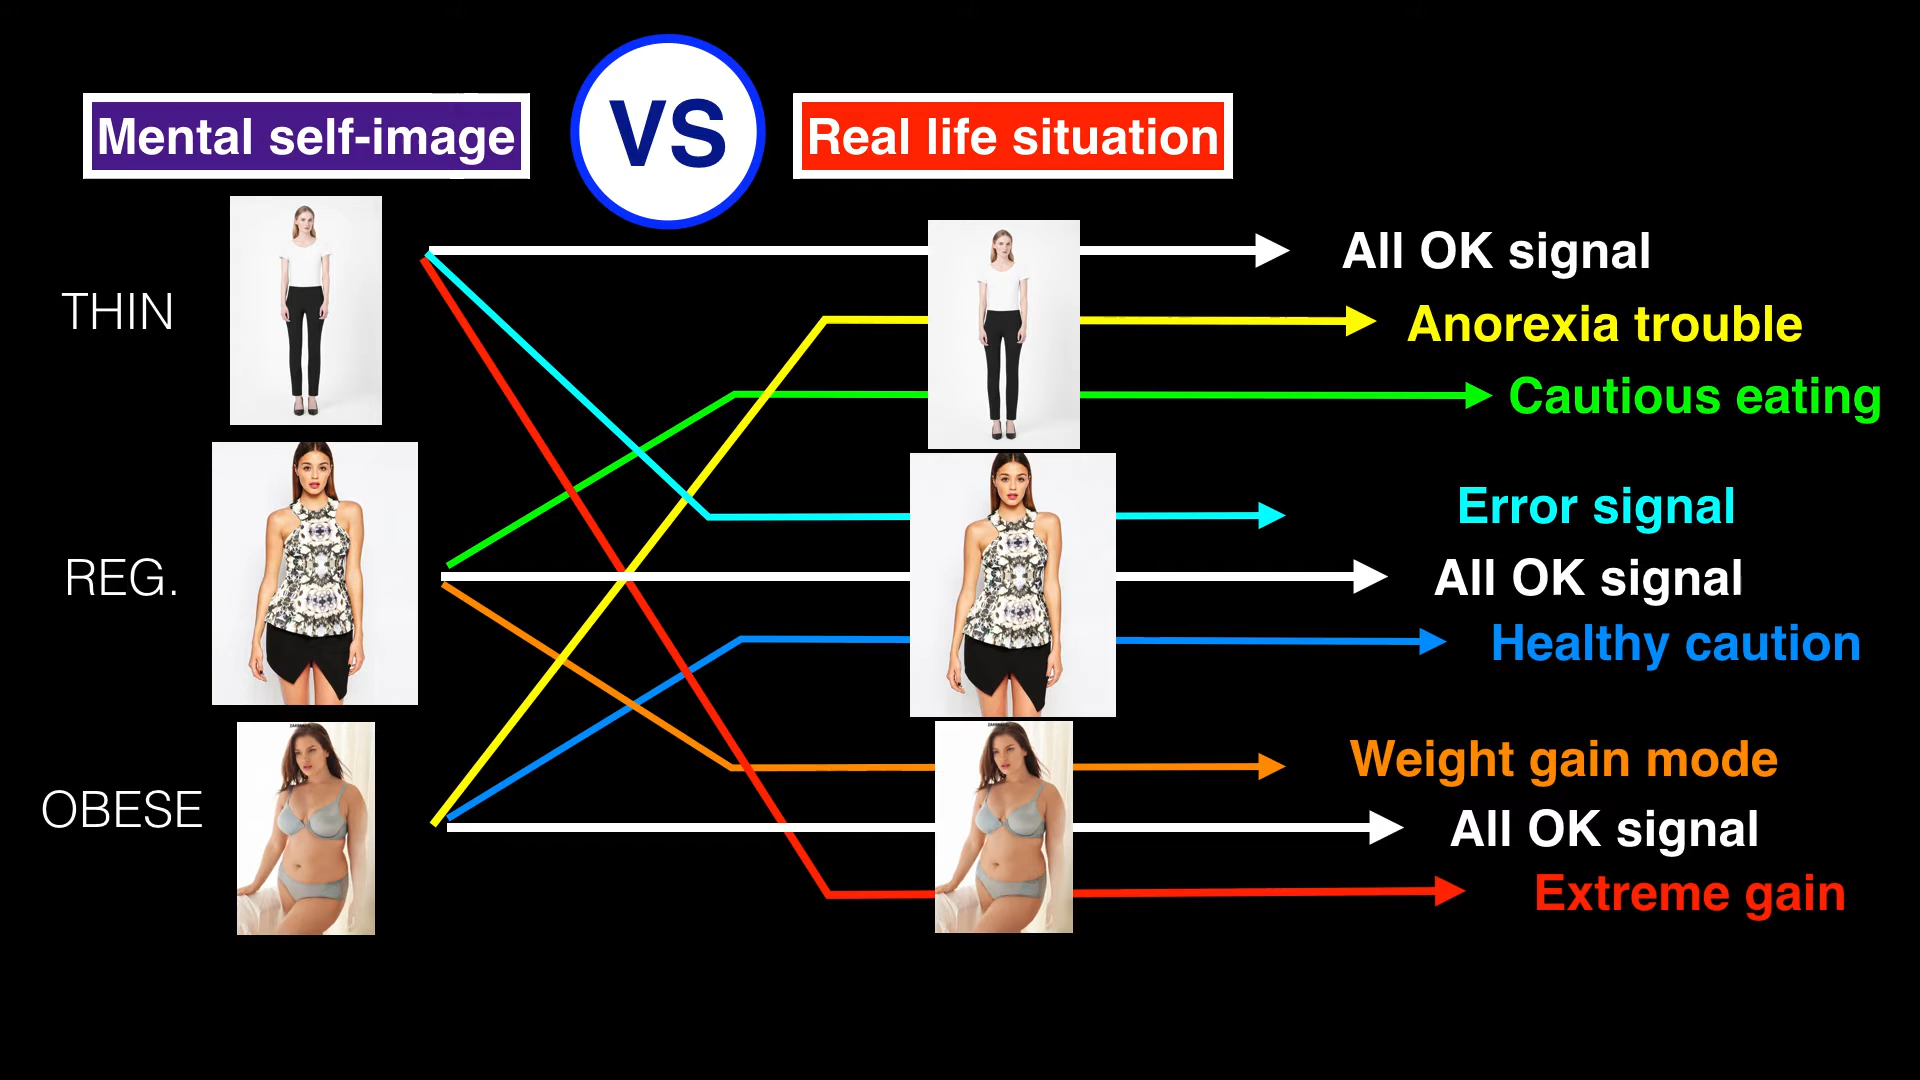 Mental self-image
VS
Real life situation
THIN
All OK signal
Anorexia trouble
Cautious eating
REG.
Error signal
All OK signal
Healthy caution
OBESE
Weight gain mode
All OK signal
Extreme gain